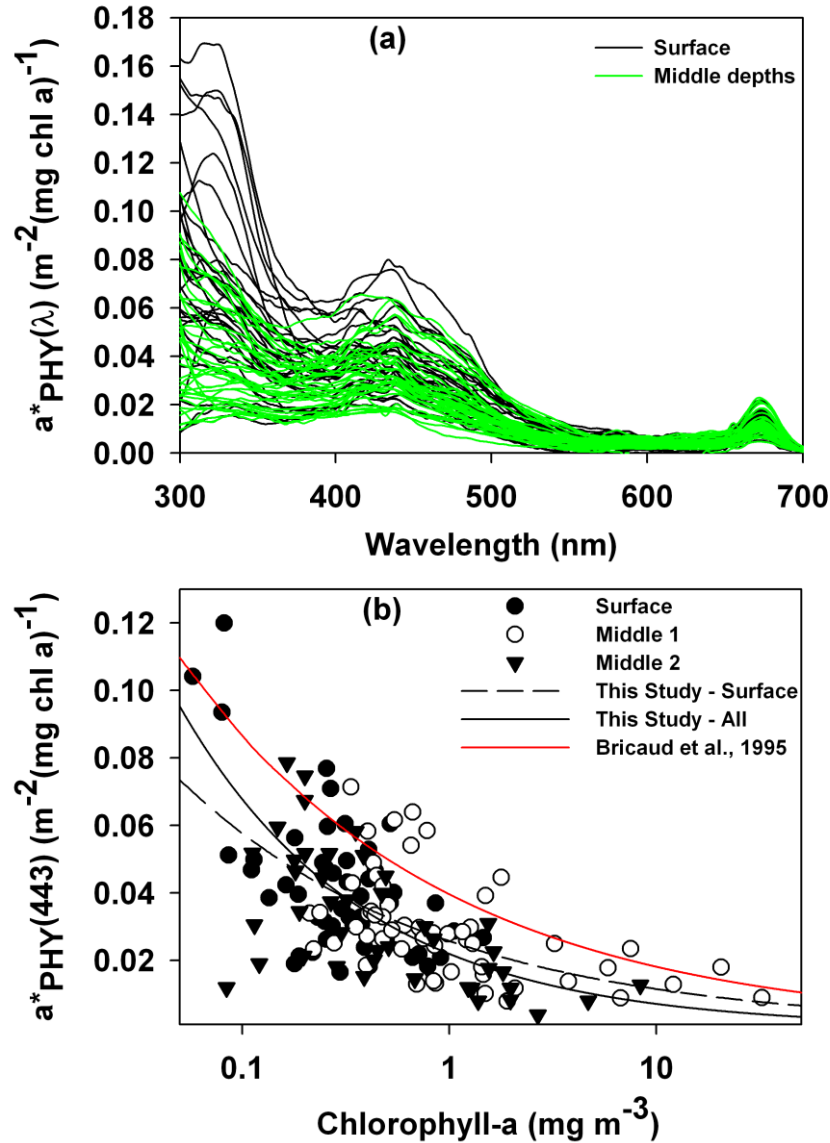 (a)
Surface
Middle depths
0.18
0.16
0.14
0.12
0.10
0.08
0.06
0.04
0.02
0.00
a*PHY(λ) (m-2(mg chl a)-1
300 400 500 600 700
Wavelength (nm)
(b)
Surface
Middle 1
Middle 2
This Study - Surface
This Study - All
Bricaud et al., 1995
0.12
0.10
0.08
0.06
0.04
0.02
a*PHY(443) (m-2(mg chl a)-1
0.1 1 10
Chlorophyll-a (mg m-3)